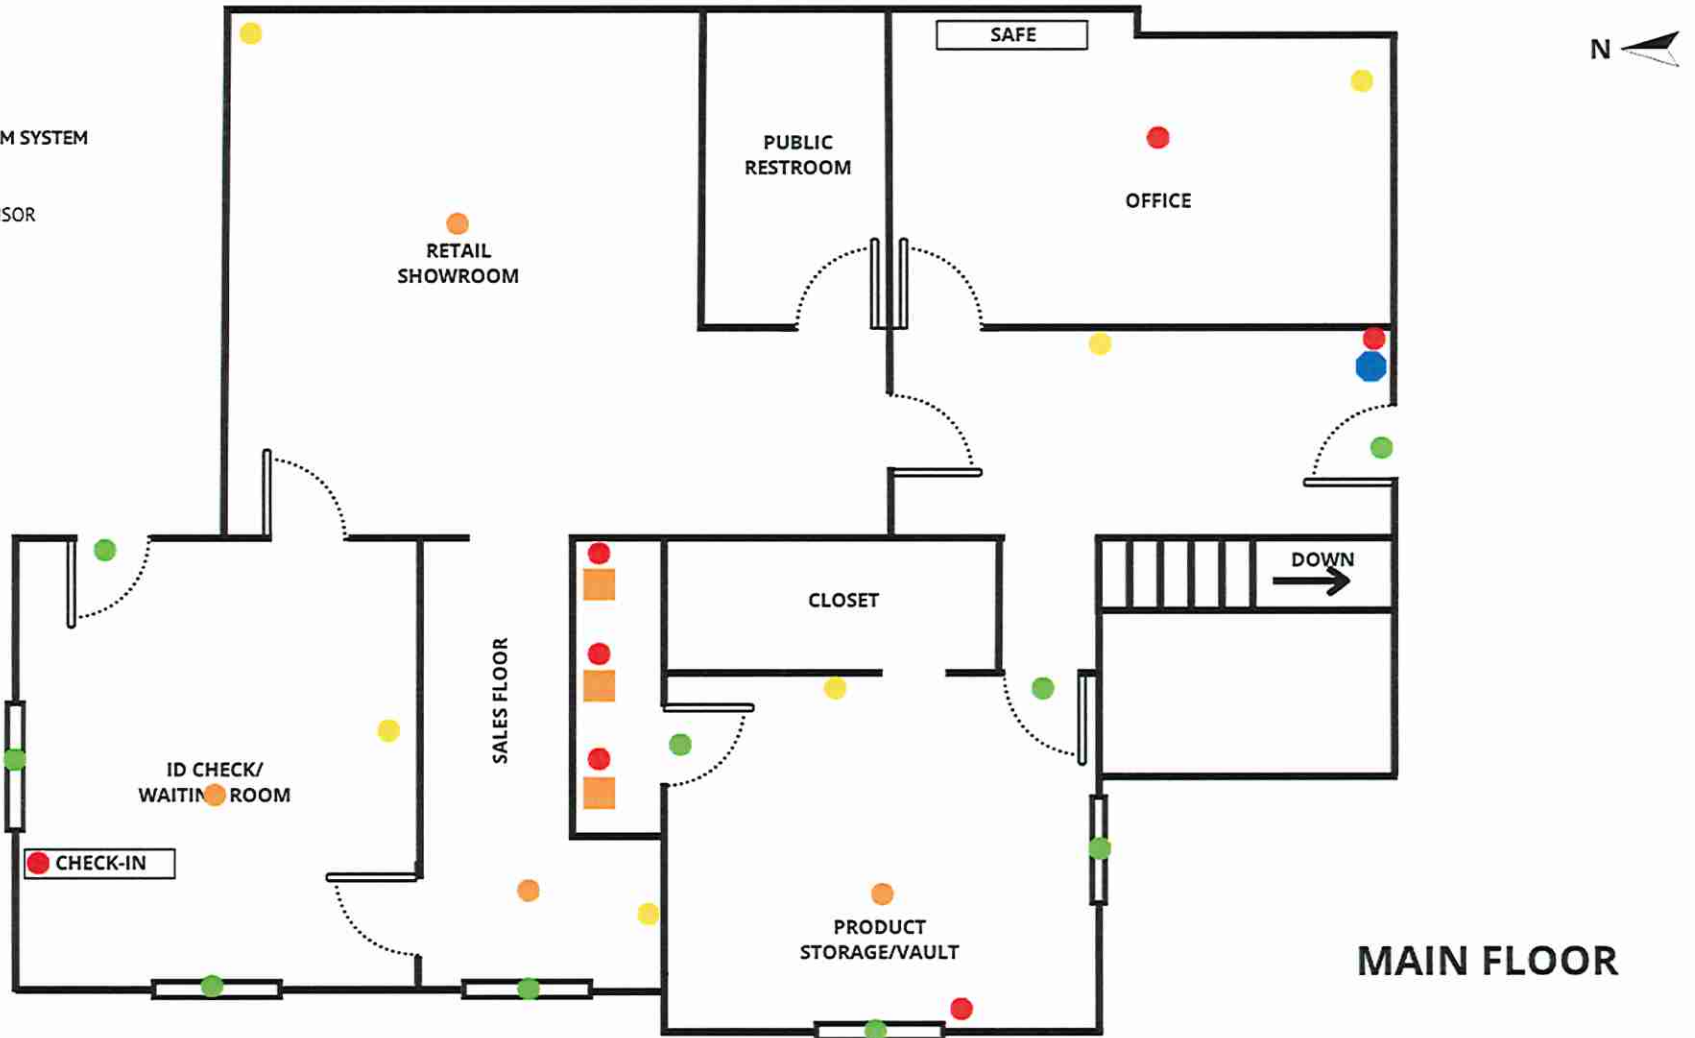 SAFE
N
M SYSTEM
PUBLIC
RESTROOM
SOR
OFFICE
RETAIL
SHOWROOM
DOWN
CLOSET
SALES FLOOR
ID CHECK/
WAITING ROOM
CHECK-IN
PRODUCT
STORAGE/VAULT
MAIN FLOOR